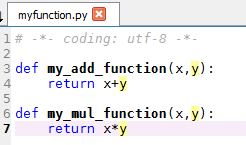 myfunction.py
1 # -*- coding: utf-8 -*-
2
3 def my_add_function(x,y):
4     return x+y
5
6 def my_mul_function(x,y):
7     return x*y